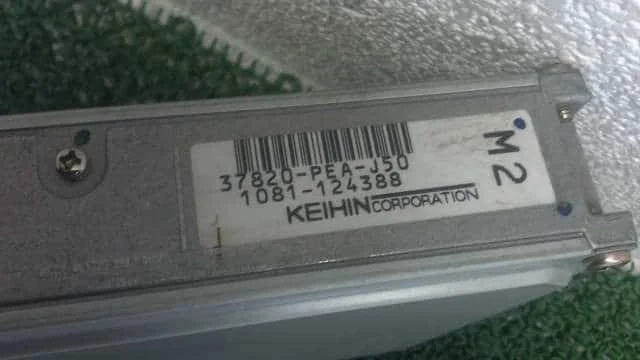 37820-PEA-J50
1081-124388
KEIHIN CORPORATION
M2